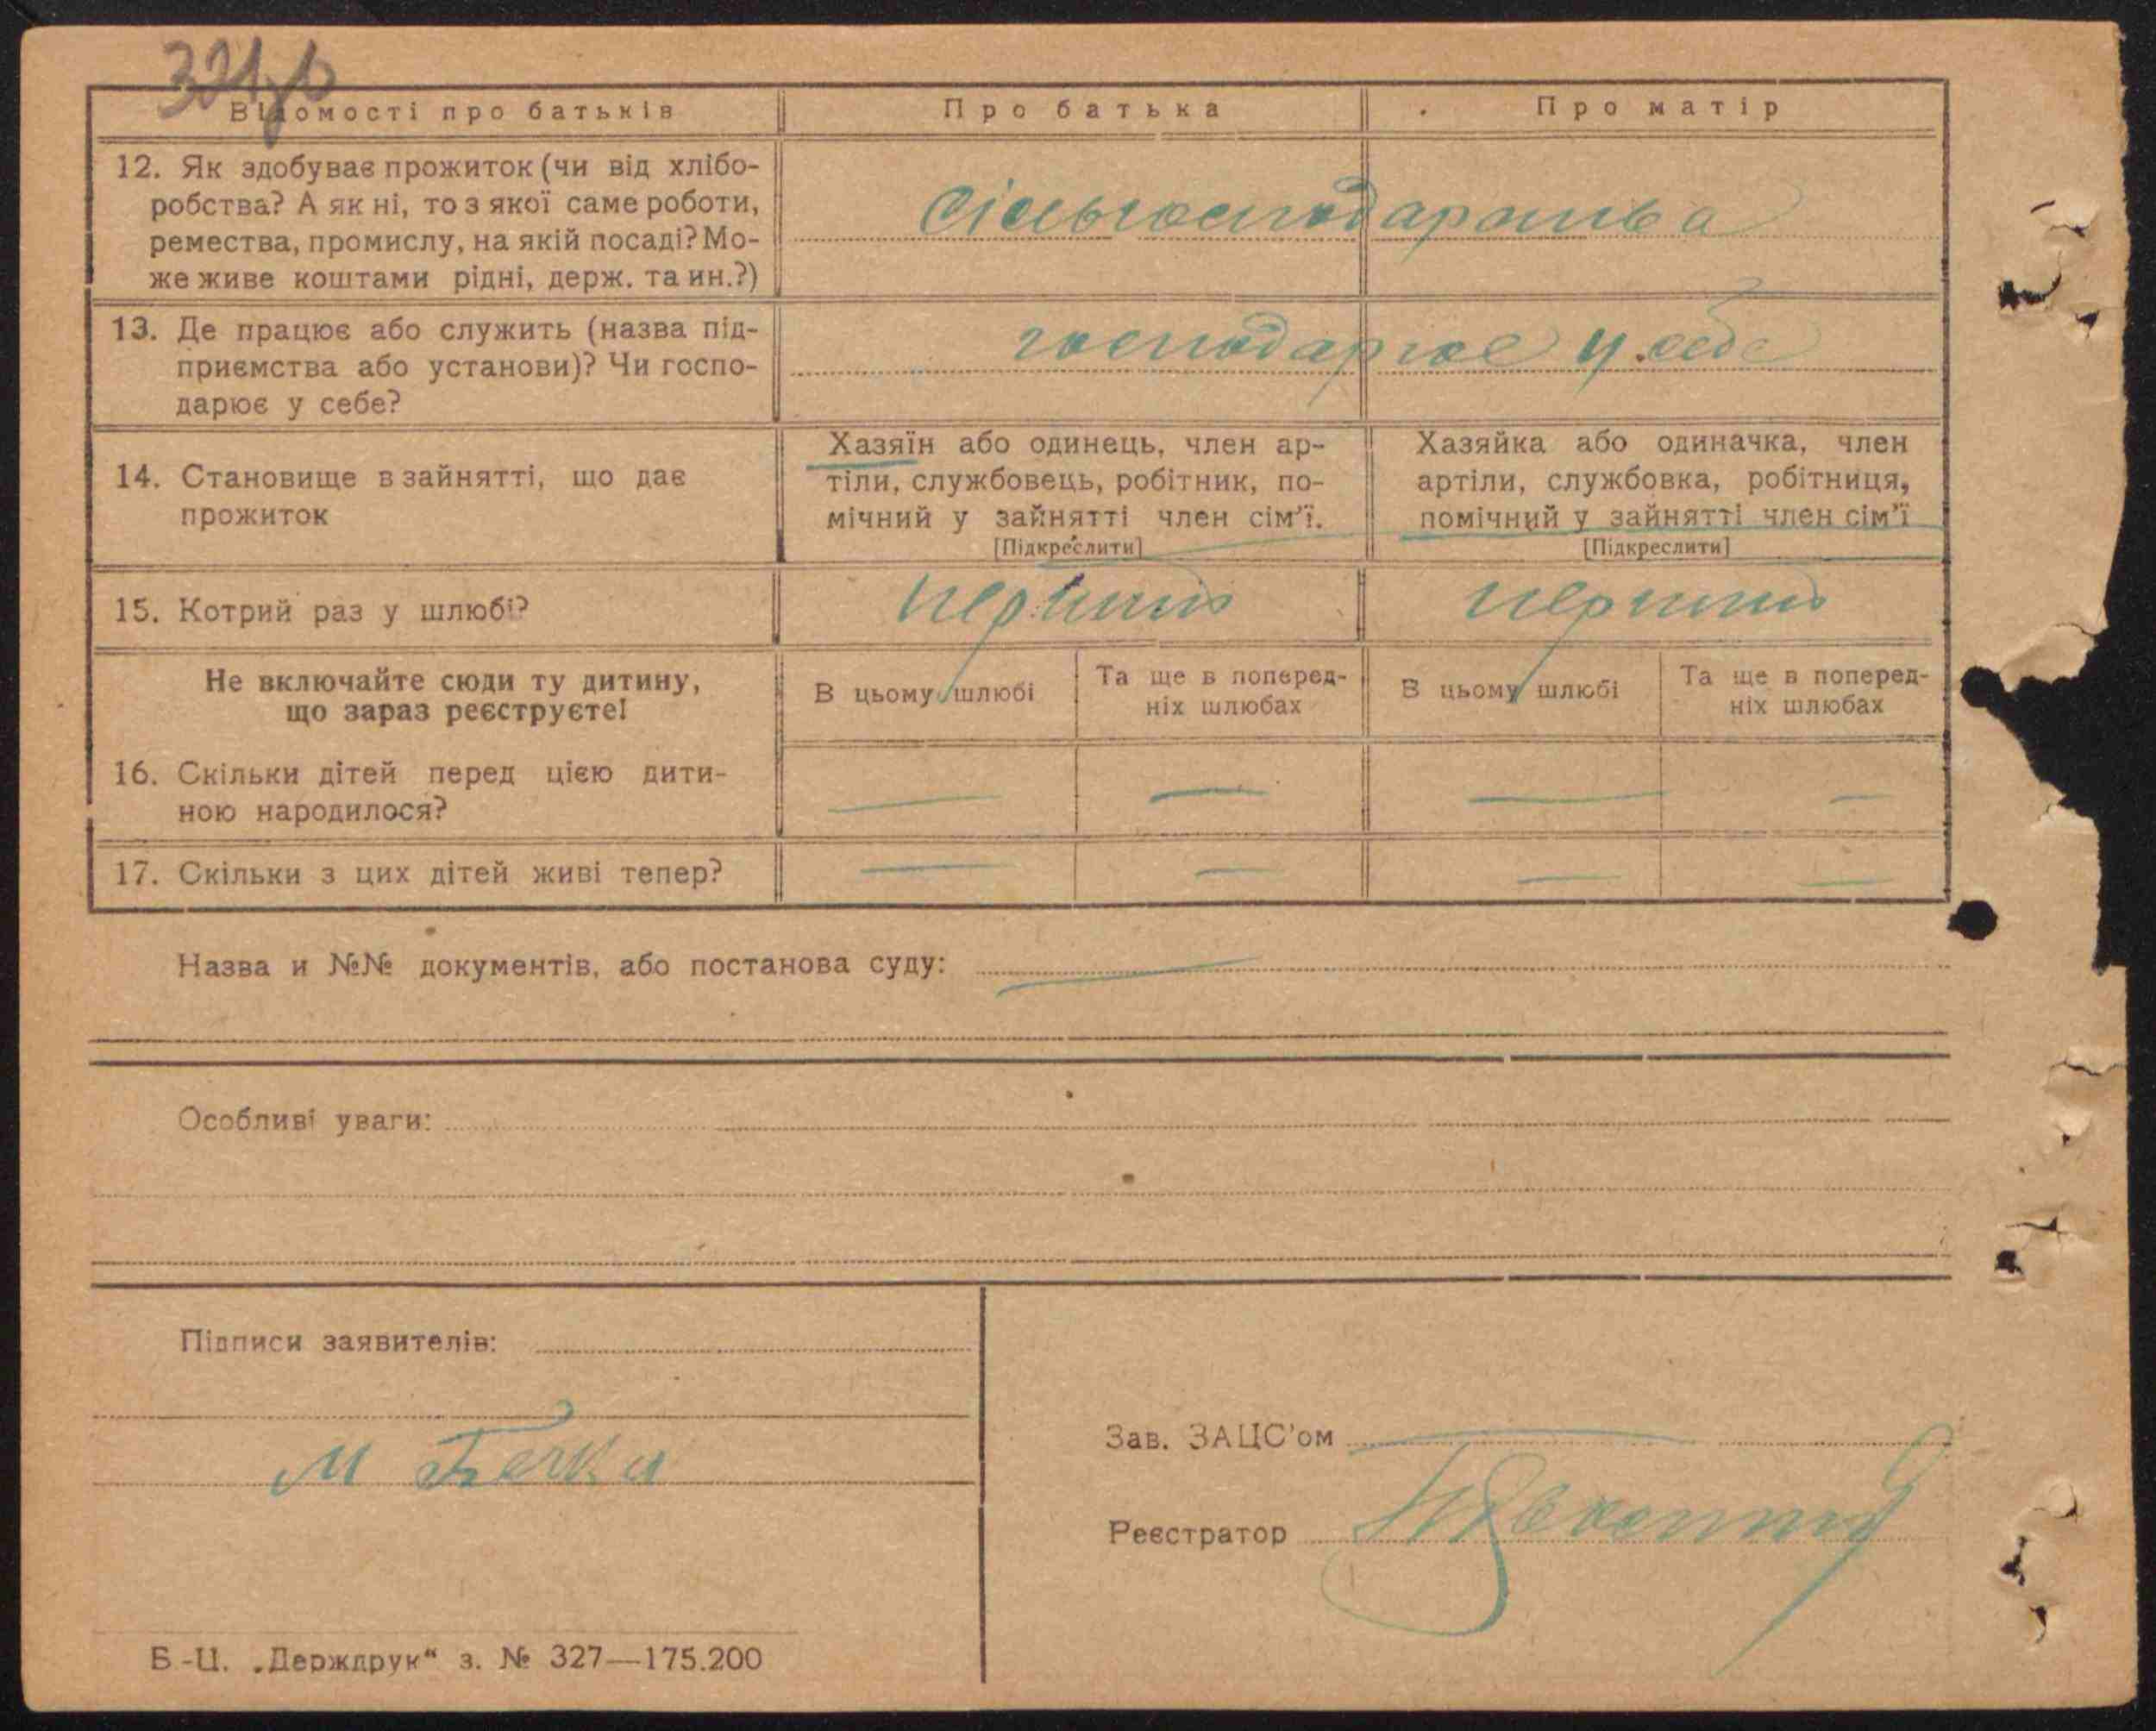 Відомості про батьків
Про батька
Про матір
12. Як здобуває прожиток (чи від хлібо-
робства? А як ні, то з якої саме роботи,
ремества, промислу, на якій посаді? Мо-
же живе коштами рідні, держ. та ин.?)
сільгосподарства
13. Де працює або служить (назва під-
приємства або установи)? Чи госпо-
дарює у себе?
господарює у себе
14. Становище в зайнятті, що дає
прожиток
Хазяїн або одинець, член ар-
тіли, службовець, робітник, по-
мічний у зайнятті член сім'ї.
[Підкреслити]
Хазяйка або одиначка, член
артіли, службовка, робітниця,
помічний у зайнятті член сім'ї
[Підкреслити]
15. Котрий раз у шлюбі?
перший
перший
Не включайте сюди ту дитину,
що зараз реєструєте!
В цьому шлюбі
Та ще в поперед-
ніх шлюбах
В цьому шлюбі
Та ще в поперед-
ніх шлюбах
16. Скільки дітей перед цією дити-
ною народилося?
— — — —
17. Скільки з цих дітей живі тепер?
— — — —
Назва и №№ документів, або постанова суду: —
Особливі уваги:
Підписи заявителів:
М
Зав. ЗАЦС'ом —
Реєстратор
Б-Ц. „Держдрук“ з. № 327—175.200